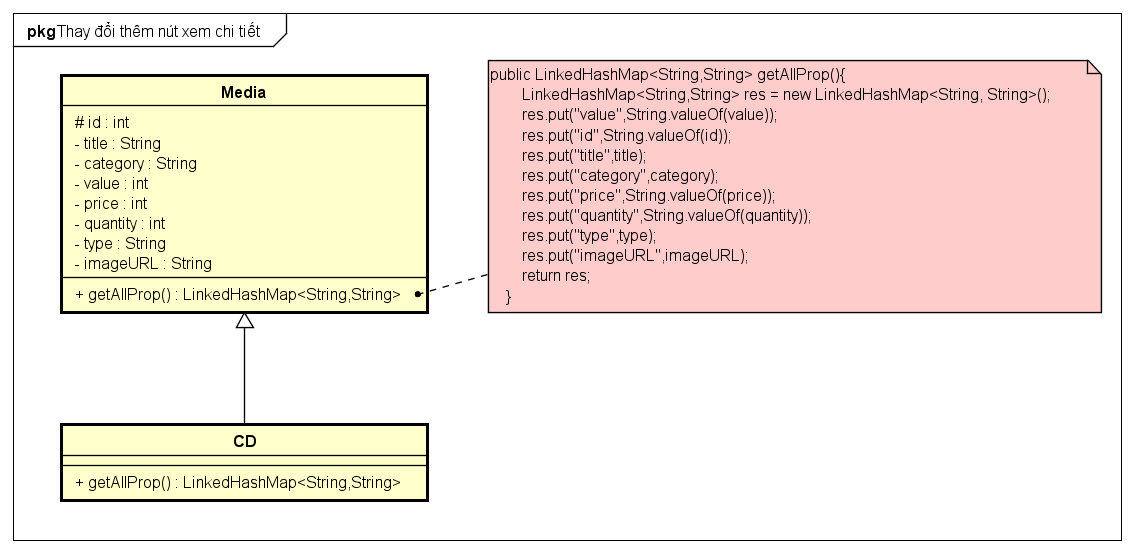 pkg Thay đổi thêm nút xem chi tiết
Media
# id : int
- title : String
- category : String
- value : int
- price : int
- quantity : int
- type : String
- imageURL : String
+ getAllProp() : LinkedHashMap<String,String>
public LinkedHashMap<String,String> getAllProp(){
LinkedHashMap<String,String> res = new LinkedHashMap<String, String>();
res.put("value",String.valueOf(value));
res.put("id",String.valueOf(id));
res.put("title",title);
res.put("category",category);
res.put("price",String.valueOf(price));
res.put("quantity",String.valueOf(quantity));
res.put("type",type);
res.put("imageURL",imageURL);
return res;
}
CD
+ getAllProp() : LinkedHashMap<String,String>